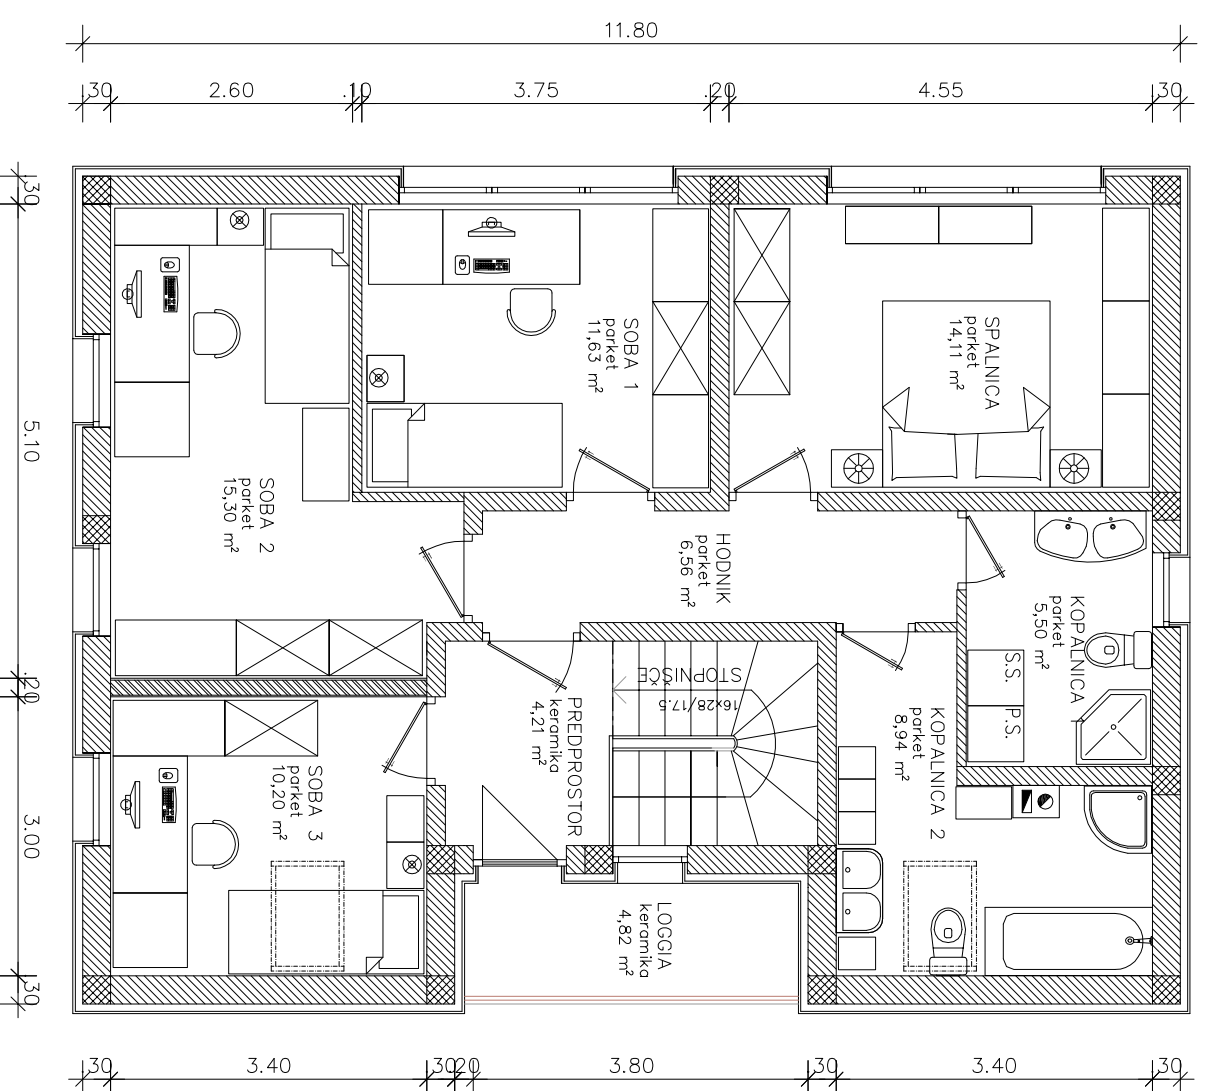 11.80
.30
2.60
.10
3.75
.20
4.55
.30
.30
5.10
.20
3.00
.30
SOBA 1
parket
11,63 m²
SPALNICA
parket
14,11 m²
SOBA 2
parket
15,30 m²
HODNIK
parket
6,56 m²
KOPALNICA 1
parket
5,50 m²
S.S.
P.S.
STOPNIŠČE
16x28/17.5
PREDPROSTOR
keramika
4,21 m²
KOPALNICA 2
parket
8,94 m²
SOBA 3
parket
10,20 m²
LOGGIA
keramika
4,82 m²
.30
3.40
.30
.20
3.80
.30
3.40
.30